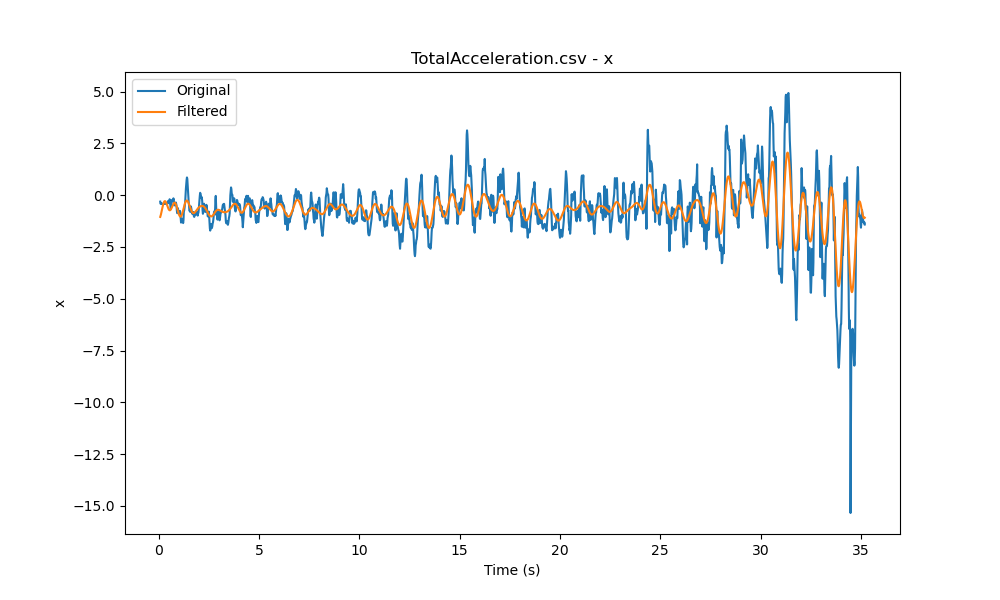 TotalAcceleration.csv - x
Original
Filtered
5.0
2.5
0.0
−2.5
−5.0
−7.5
−10.0
−12.5
−15.0
x
0 5 10 15 20 25 30 35
Time (s)